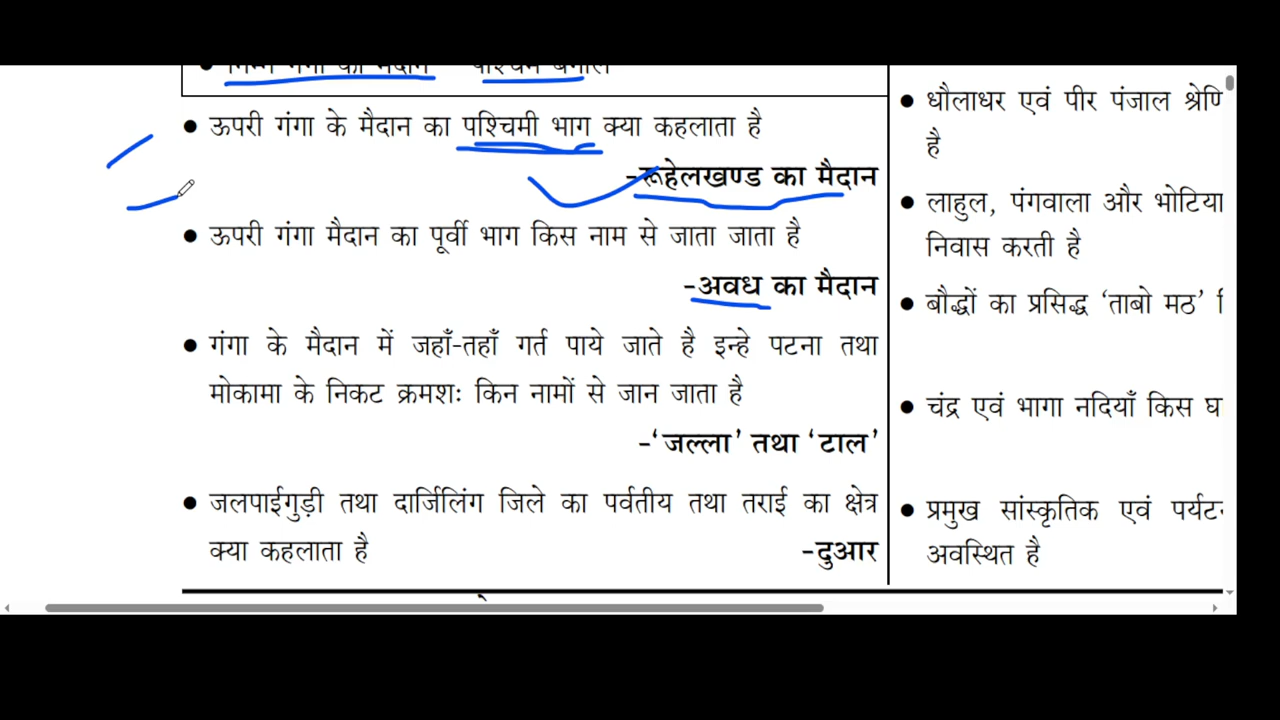 निम्न गंगा का मैदान पश्चिम बंगाल
ऊपरी गंगा के मैदान का पश्चिमी भाग क्या कहलाता है
-रूहेलखण्ड का मैदान
ऊपरी गंगा मैदान का पूर्वी भाग किस नाम से जाता जाता है
-अवध का मैदान
गंगा के मैदान में जहाँ-तहाँ गर्त पाये जाते है इन्हे पटना तथा
मोकामा के निकट क्रमशः किन नामों से जान जाता है
-‘जल्ला’ तथा ‘टाल’
जलपाईगुड़ी तथा दार्जिलिंग जिले का पर्वतीय तथा तराई का क्षेत्र
क्या कहलाता है -दुआर
धौलाधर एवं पीर पंजाल
है
लाहुल, पंगवाला और भोटिया
निवास करती है
बौद्धों का प्रसिद्ध ‘ताबो मठ’
चंद्र एवं भागा नदियाँ किस
प्रमुख सांस्कृतिक एवं
अवस्थित है